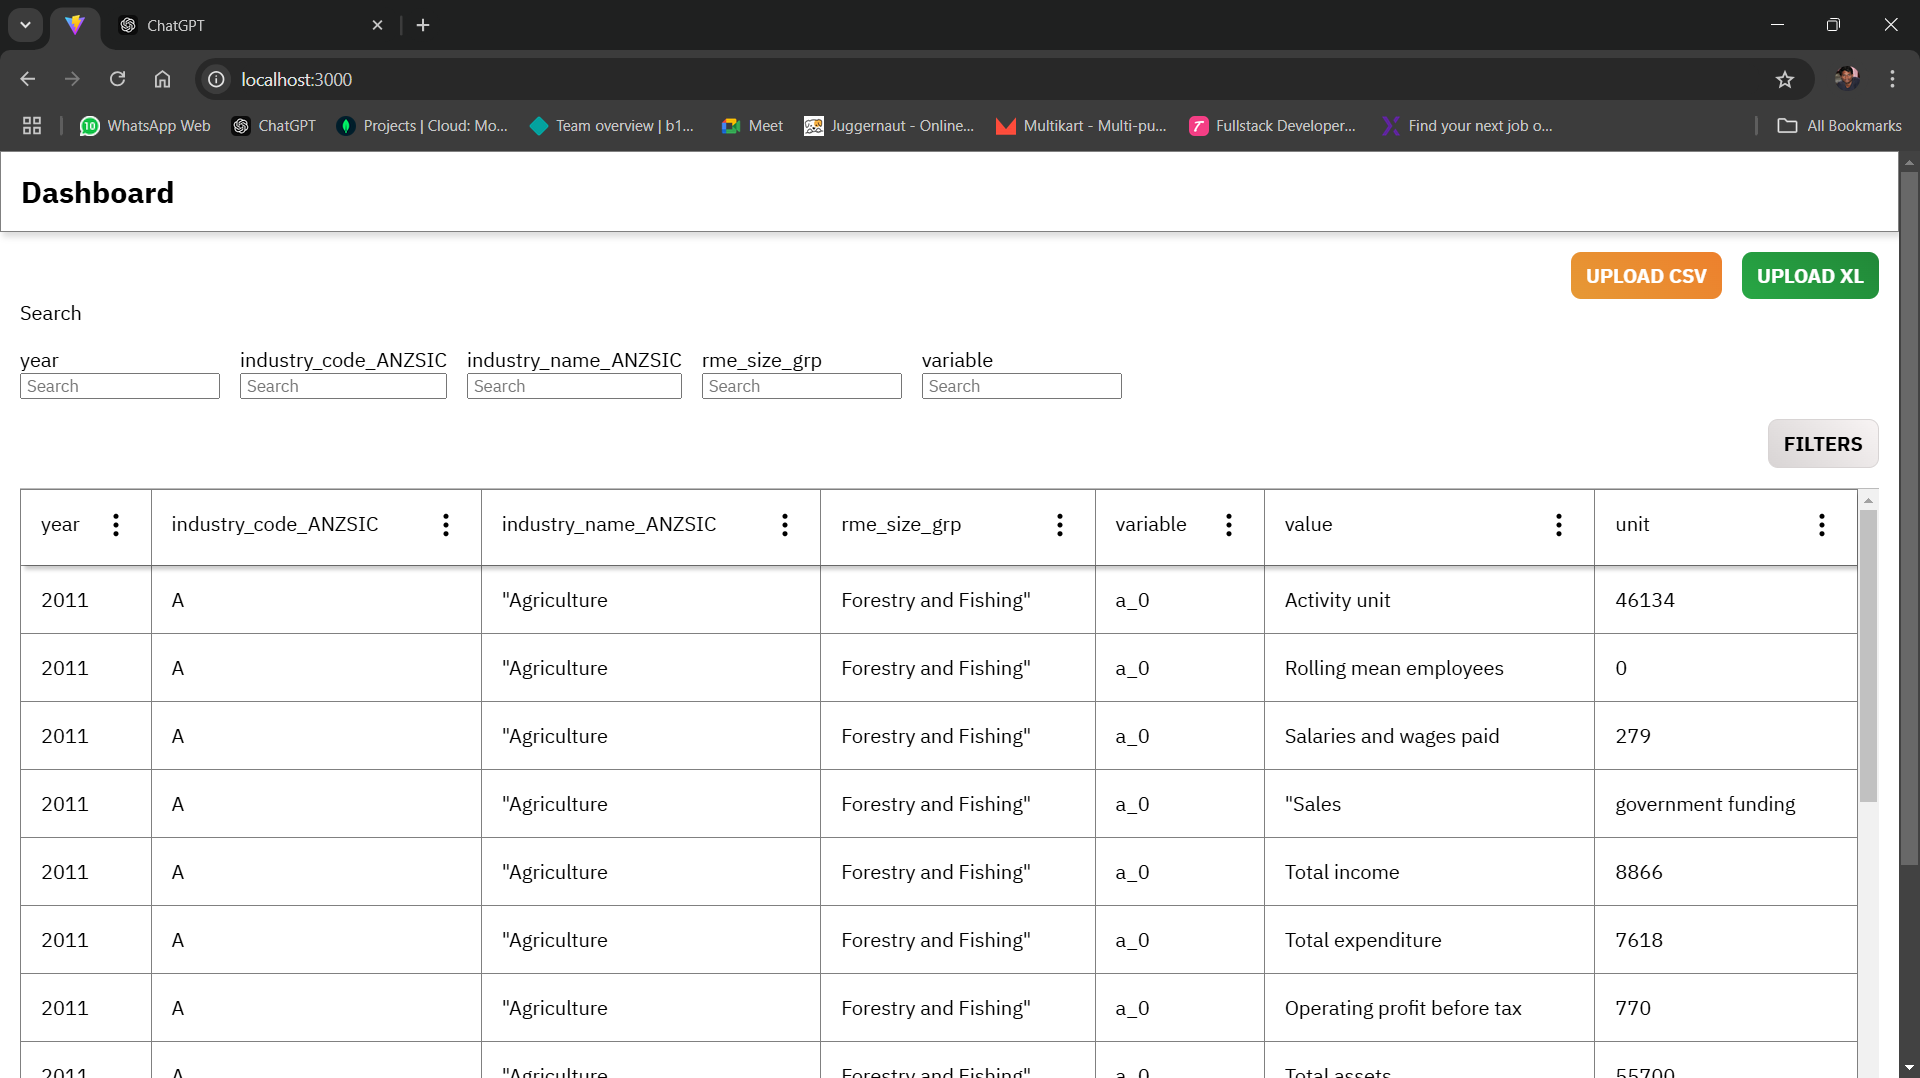 ChatGPT
localhost:3000
10 WhatsApp Web ChatGPT Projects | Cloud: Mo... Team overview | b1... Meet Juggernaut - Online... Multikart - Multi-pu... Fullstack Developer... Find your next job o... All Bookmarks
Dashboard
UPLOAD CSV UPLOAD XL
Search
year industry_code_ANZSIC industry_name_ANZSIC rme_size_grp variable
Search Search Search Search Search
FILTERS
year industry_code_ANZSIC industry_name_ANZSIC rme_size_grp variable value unit
2011 A "Agriculture Forestry and Fishing" a_0 Activity unit 46134
2011 A "Agriculture Forestry and Fishing" a_0 Rolling mean employees 0
2011 A "Agriculture Forestry and Fishing" a_0 Salaries and wages paid 279
2011 A "Agriculture Forestry and Fishing" a_0 "Sales government funding
2011 A "Agriculture Forestry and Fishing" a_0 Total income 8866
2011 A "Agriculture Forestry and Fishing" a_0 Total expenditure 7618
2011 A "Agriculture Forestry and Fishing" a_0 Operating profit before tax 770
2011 A "Agriculture Forestry and Fishing" a_0 Total assets 55700